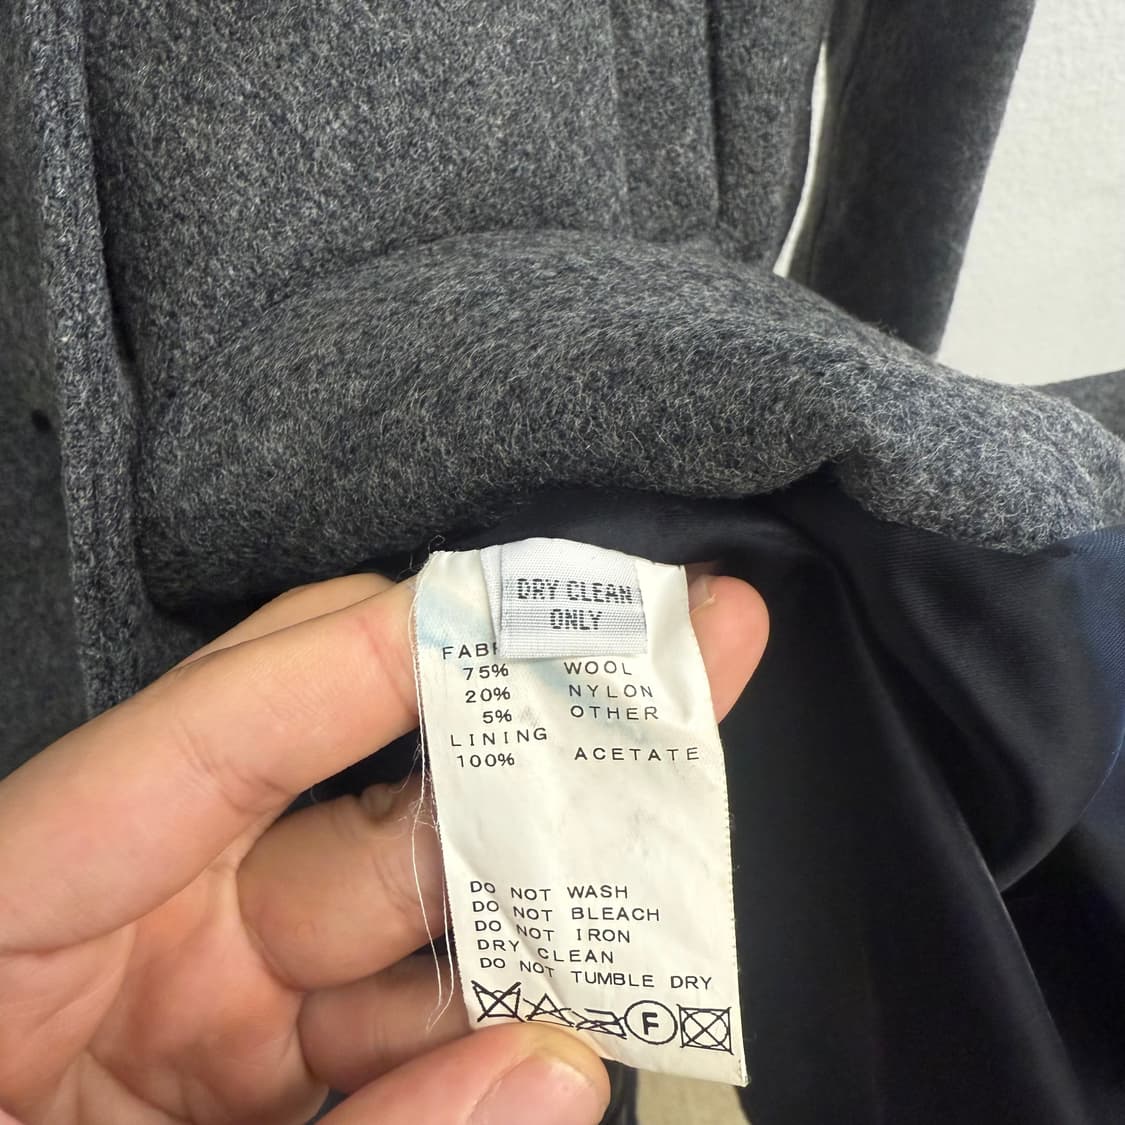 DRY CLEAN
ONLY
75% WOOL
20% NYLON
5% OTHER
LINING
100% ACETATE
DO NOT WASH
DO NOT BLEACH
DO NOT IRON
DRY CLEAN
DO NOT TUMBLE DRY
F